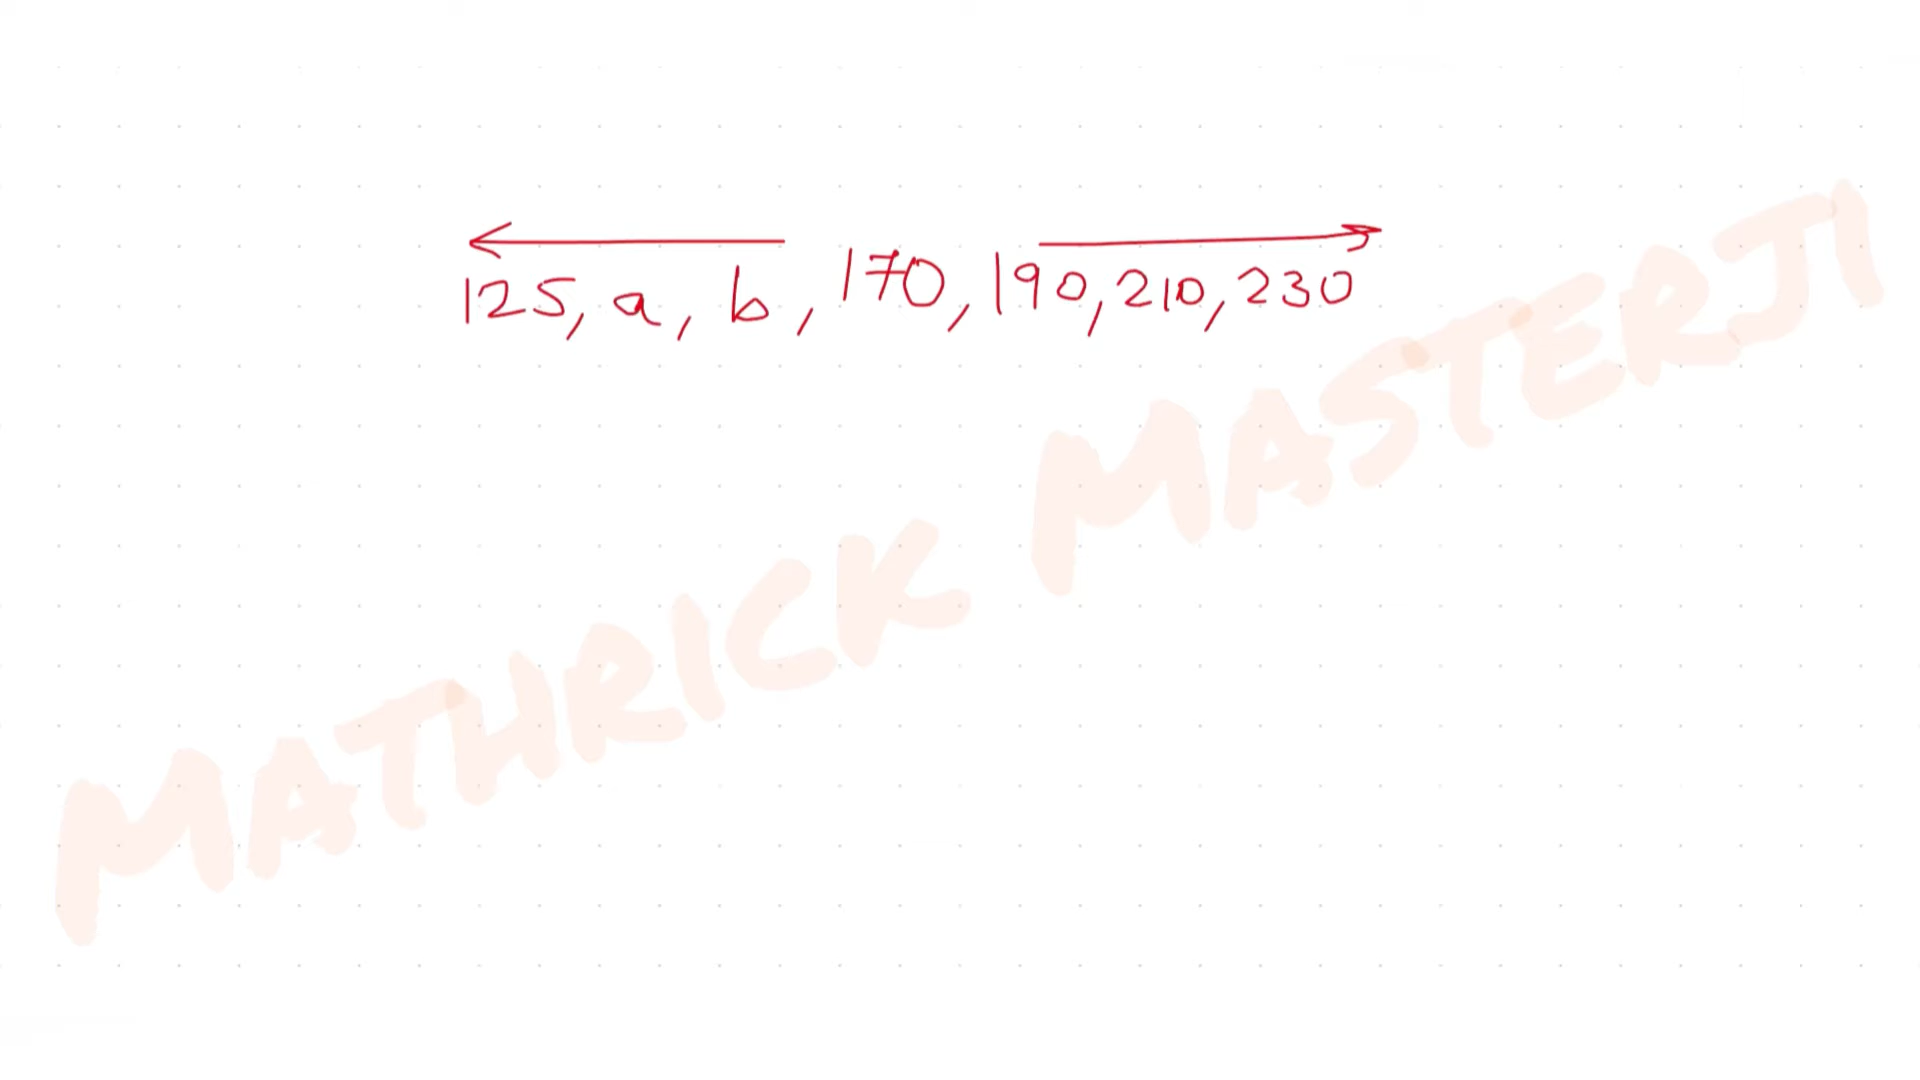 125, a, b, 170, 190, 210, 230
MATHRICK MASTERJI